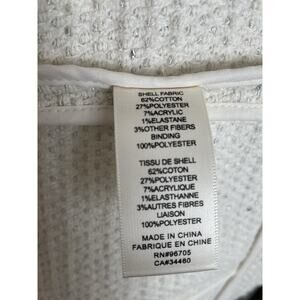 SHELL FABRIC
62%COTTON
27%POLYESTER
7%ACRYLIC
1%ELASTANE
3%OTHER FIBERS
BINDING
100%POLYESTER
TISSU DE SHELL
62%COTON
27%POLYESTER
7%ACRYLIQUE
1%ELASTHANNE
3%AUTRES FIBRES
LIAISON
100%POLYESTER
MADE IN CHINA
FABRIQUE EN CHINE
RN#96705
CA#34460